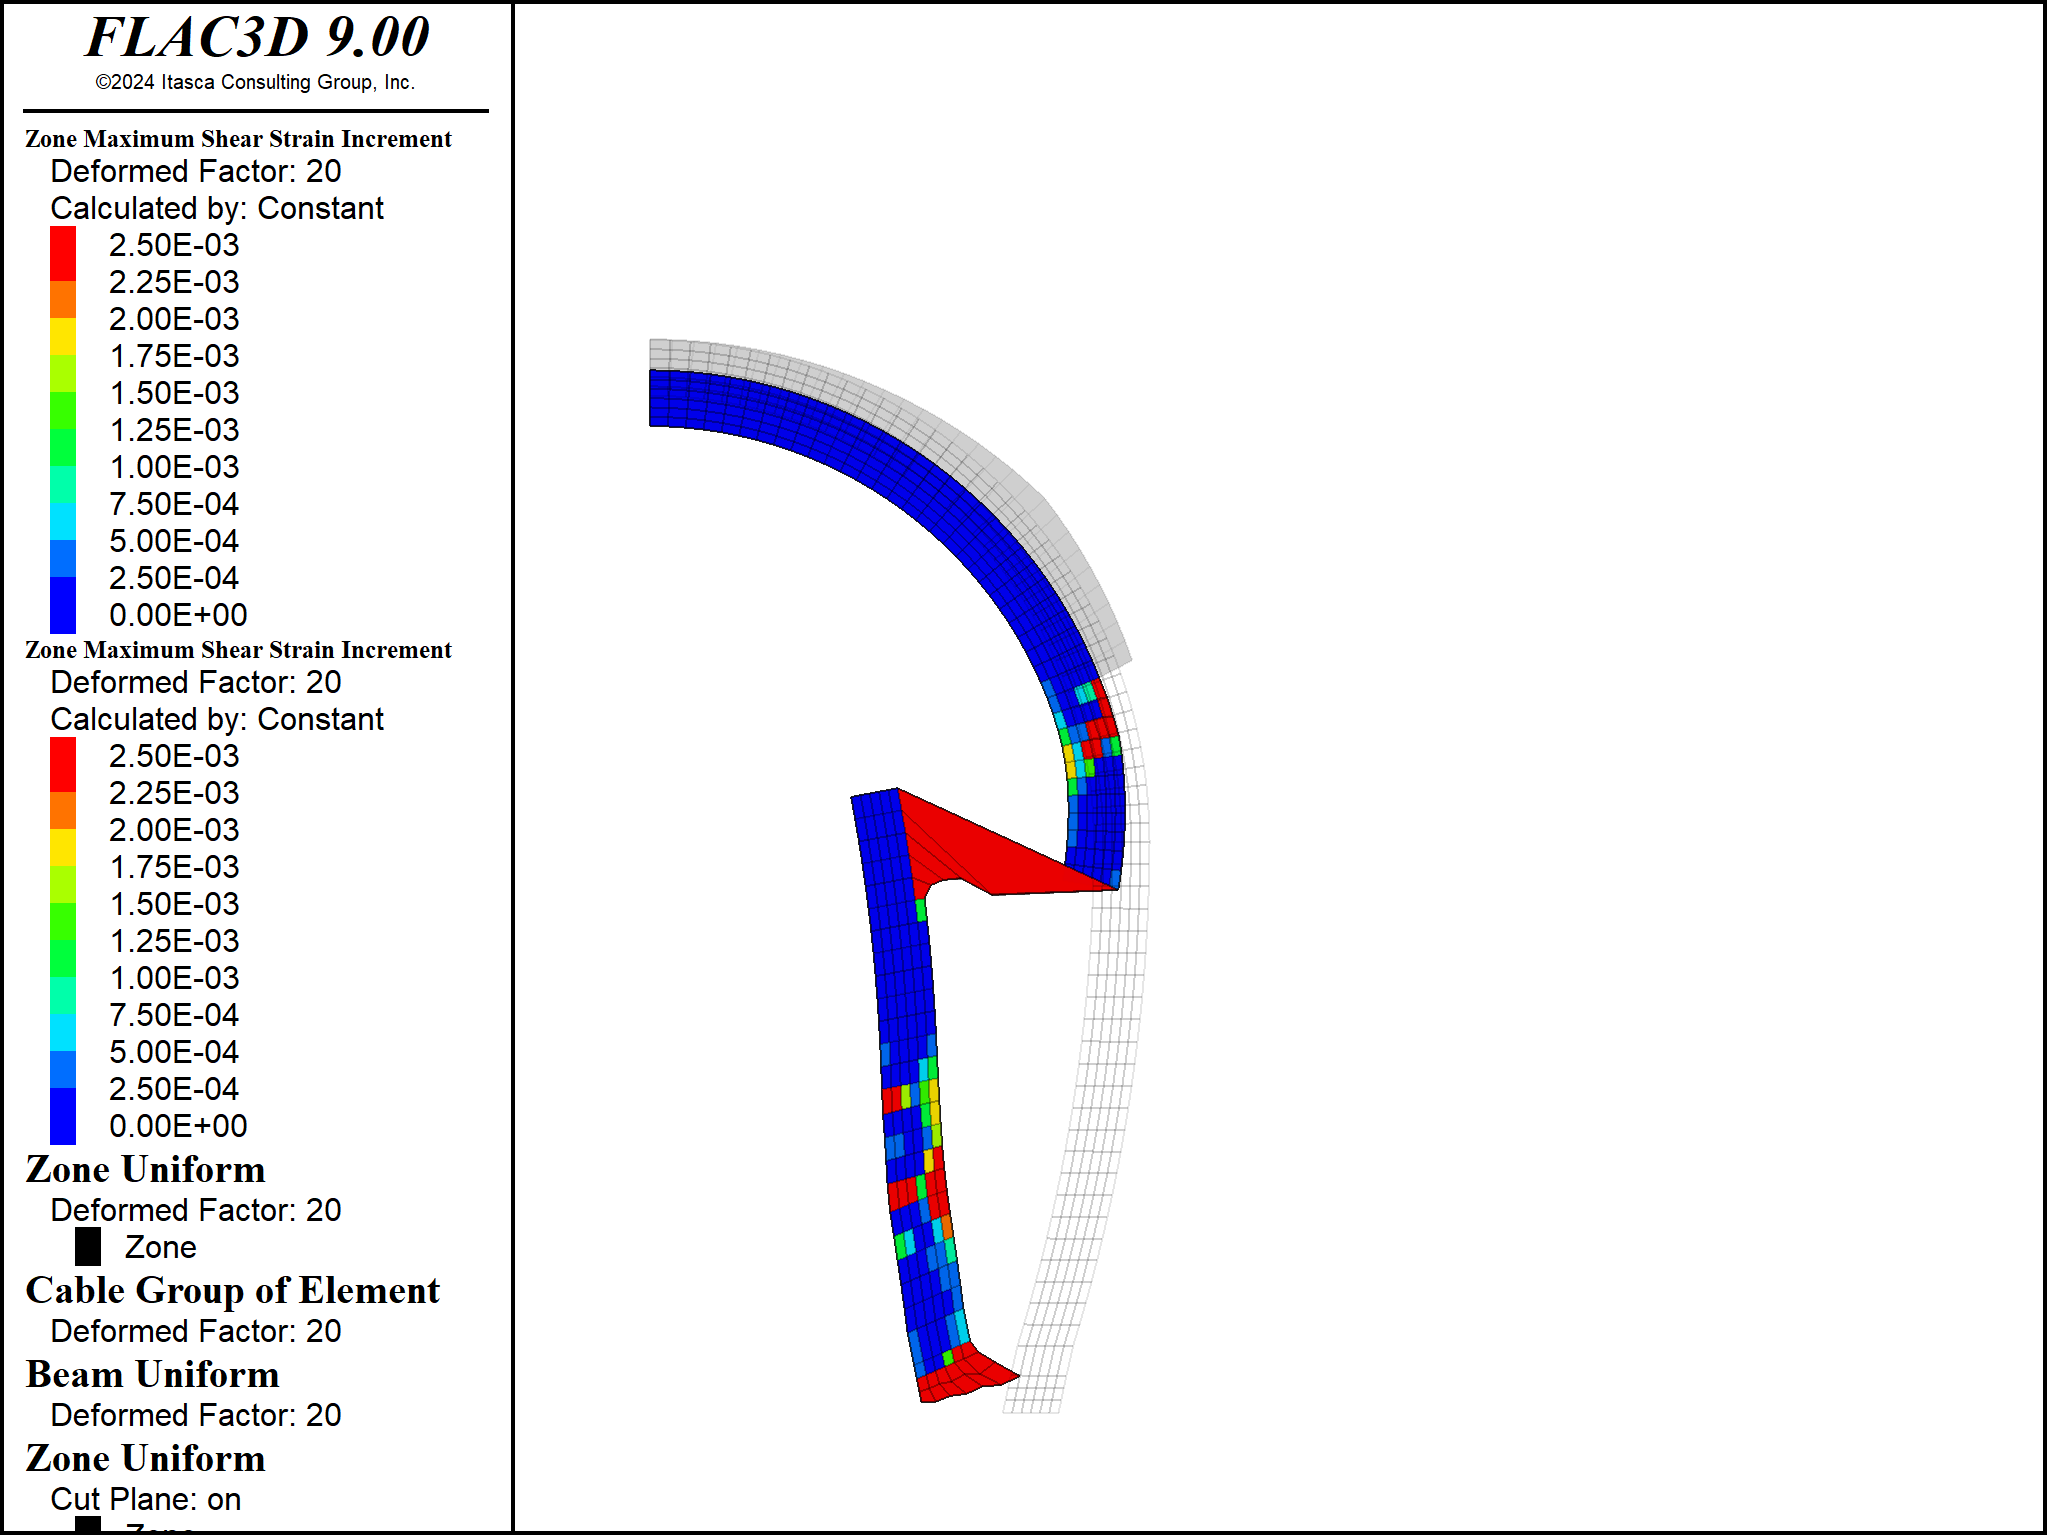 FLAC3D 9.00
©2024 Itasca Consulting Group, Inc.
Zone Maximum Shear Strain Increment
Deformed Factor: 20
Calculated by: Constant
2.50E-03
2.25E-03
2.00E-03
1.75E-03
1.50E-03
1.25E-03
1.00E-03
7.50E-04
5.00E-04
2.50E-04
0.00E+00
Zone Maximum Shear Strain Increment
Deformed Factor: 20
Calculated by: Constant
2.50E-03
2.25E-03
2.00E-03
1.75E-03
1.50E-03
1.25E-03
1.00E-03
7.50E-04
5.00E-04
2.50E-04
0.00E+00
Zone Uniform
Deformed Factor: 20
Zone
Cable Group of Element
Deformed Factor: 20
Beam Uniform
Deformed Factor: 20
Zone Uniform
Cut Plane: on
Zone